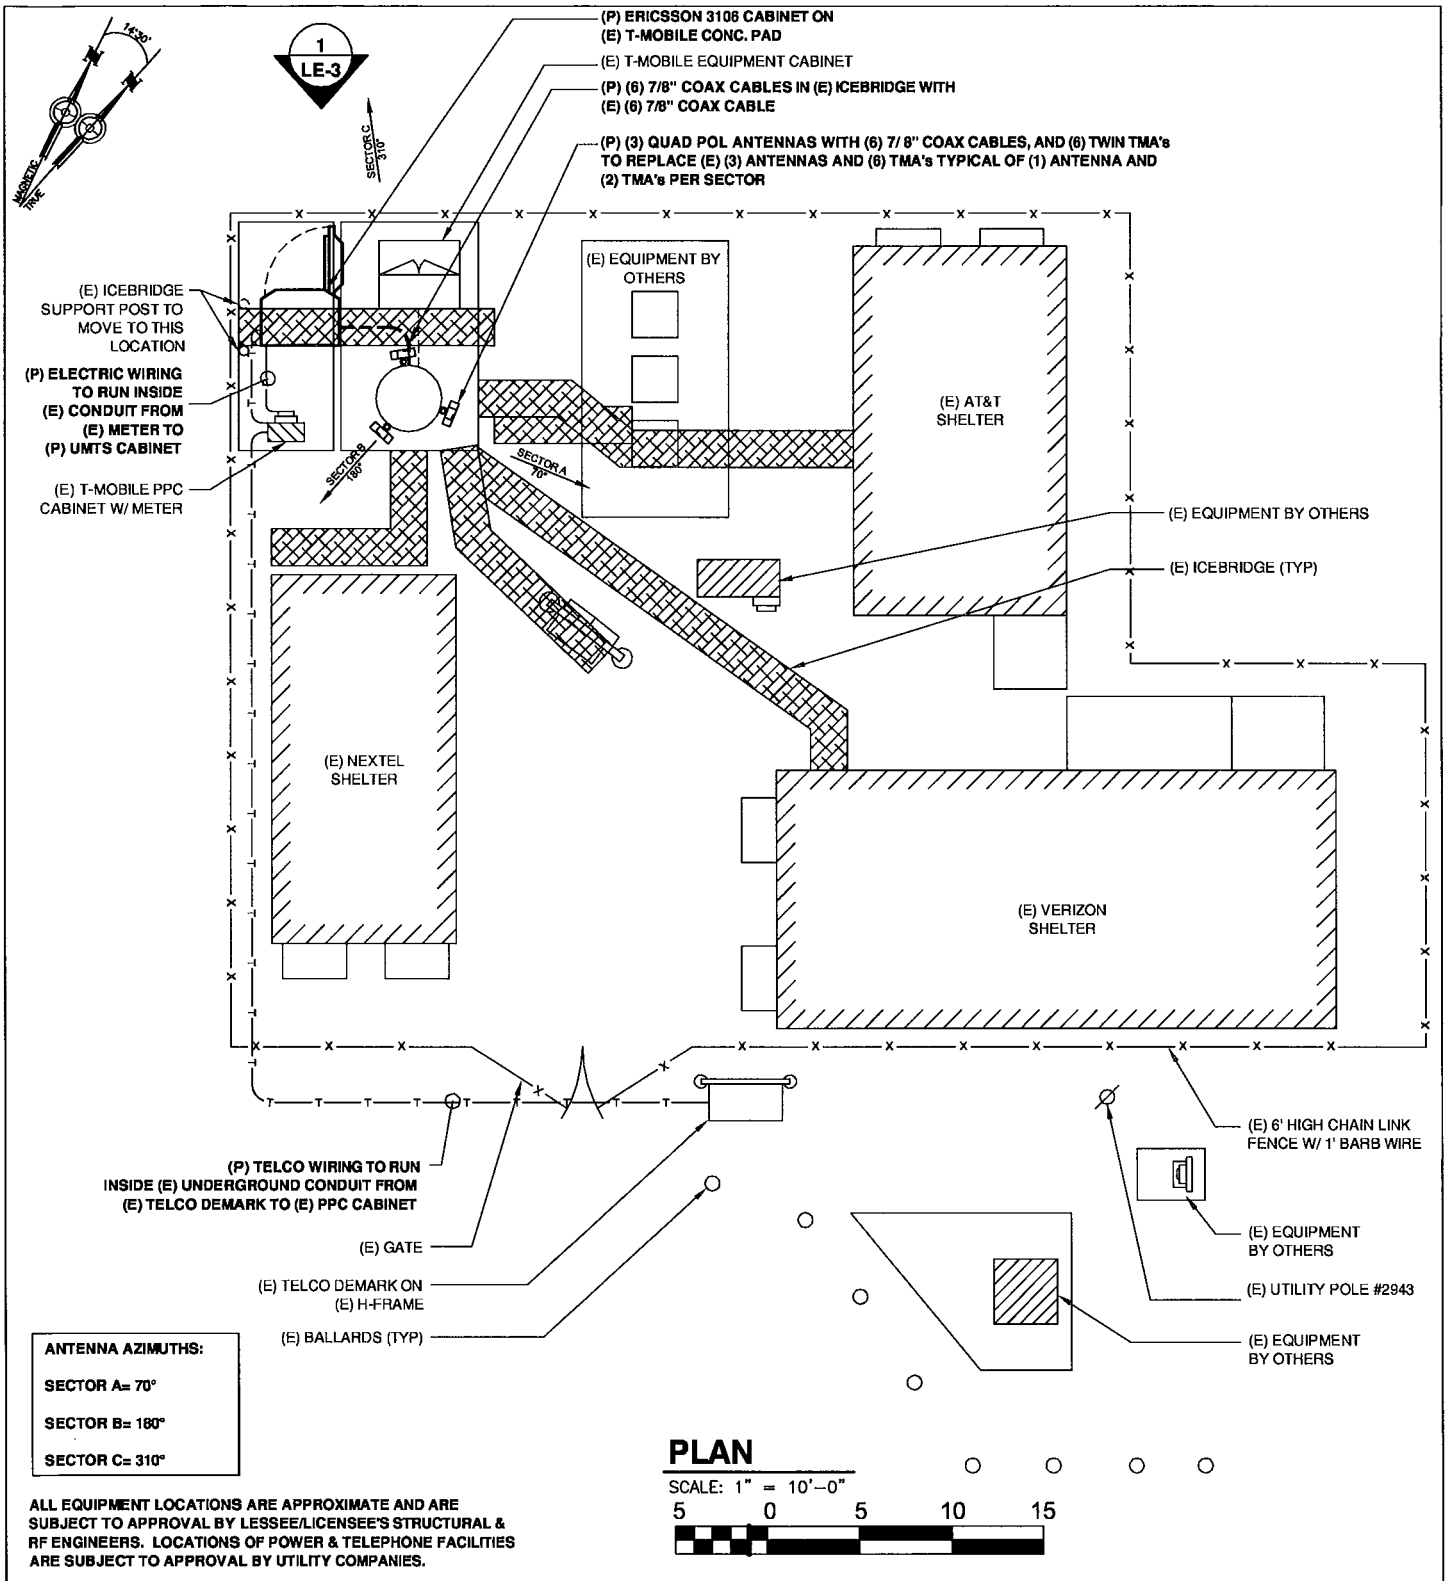 14°30'
N
N
MAGNETIC
TRUE
1
LE-3
SECTOR C
310°
(P) ERICSSON 3106 CABINET ON
(E) T-MOBILE CONC. PAD
(E) T-MOBILE EQUIPMENT CABINET
(P) (6) 7/8" COAX CABLES IN (E) ICEBRIDGE WITH
(E) (6) 7/8" COAX CABLE
(P) (3) QUAD POL ANTENNAS WITH (6) 7/ 8" COAX CABLES, AND (6) TWIN TMA's
TO REPLACE (E) (3) ANTENNAS AND (6) TMA's TYPICAL OF (1) ANTENNA AND
(2) TMA's PER SECTOR
(E) ICEBRIDGE
SUPPORT POST TO
MOVE TO THIS
LOCATION
(P) ELECTRIC WIRING
TO RUN INSIDE
(E) CONDUIT FROM
(E) METER TO
(P) UMTS CABINET
(E) T-MOBILE PPC
CABINET W/ METER
(E) EQUIPMENT BY
OTHERS
(E) AT&T
SHELTER
SECTOR B
180°
SECTOR A
70°
(E) EQUIPMENT BY OTHERS
(E) ICEBRIDGE (TYP)
(E) NEXTEL
SHELTER
(E) VERIZON
SHELTER
(P) TELCO WIRING TO RUN
INSIDE (E) UNDERGROUND CONDUIT FROM
(E) TELCO DEMARK TO (E) PPC CABINET
(E) GATE
(E) TELCO DEMARK ON
(E) H-FRAME
(E) BALLARDS (TYP)
(E) 6' HIGH CHAIN LINK
FENCE W/ 1' BARB WIRE
(E) EQUIPMENT
BY OTHERS
(E) UTILITY POLE #2943
(E) EQUIPMENT
BY OTHERS
ANTENNA AZIMUTHS:
SECTOR A= 70°
SECTOR B= 180°
SECTOR C= 310°
ALL EQUIPMENT LOCATIONS ARE APPROXIMATE AND ARE
SUBJECT TO APPROVAL BY LESSEE/LICENSEE'S STRUCTURAL &
RF ENGINEERS. LOCATIONS OF POWER & TELEPHONE FACILITIES
ARE SUBJECT TO APPROVAL BY UTILITY COMPANIES.
PLAN
SCALE: 1" = 10'-0"
5 0 5 10 15